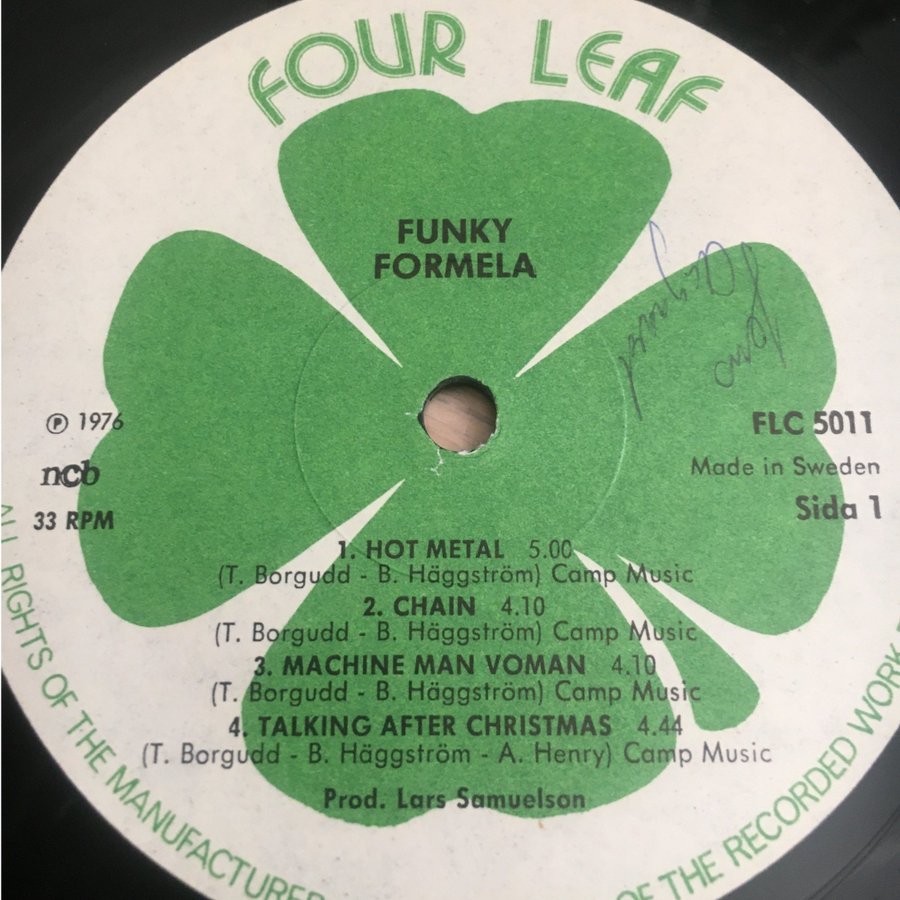 FOUR LEAF
FUNKY
FORMELA
℗ 1976
ncb
33 RPM
FLC 5011
Made in Sweden
Sida 1
1. HOT METAL 5.00
(T. Borgudd - B. Häggström) Camp Music
2. CHAIN 4.10
(T. Borgudd - B. Häggström) Camp Music
3. MACHINE MAN VOMAN 4.10
(T. Borgudd - B. Häggström) Camp Music
4. TALKING AFTER CHRISTMAS 4.44
(T. Borgudd - B. Häggström - A. Henry) Camp Music
Prod. Lars Samuelson
ALL RIGHTS OF THE MANUFACTURER
OF THE RECORDED WORK